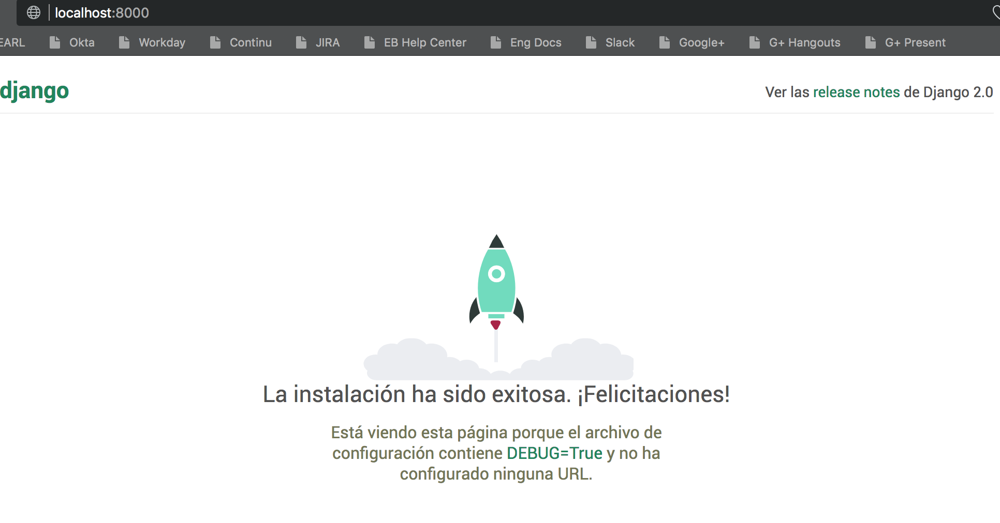 localhost:8000
EARL Okta Workday Continu JIRA EB Help Center Eng Docs Slack Google+ G+ Hangouts G+ Present
django
Ver las release notes de Django 2.0
La instalación ha sido exitosa. ¡Felicitaciones!
Está viendo esta página porque el archivo de
configuración contiene DEBUG=True y no ha
configurado ninguna URL.